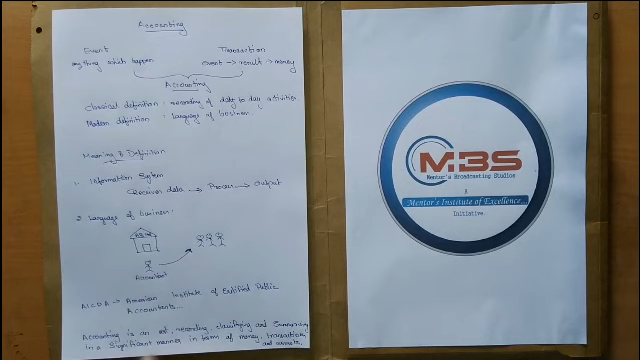 Accounting
Event
Transaction
anything which happen
event → result → money
Accounting
Classical definition : recording of day to day activities.
Modern definition : Language of business.
Meaning & Definition
1. Information System
Receives data → Process → Output
2. Language of business.
Accountant
AICPA → American Institute of Certified Public
Accountants...
Accounting is an art, recording, classifying and Summarising
In a Significant manner in term of money, transactions
and events,
MBS
Mentor's Broadcasting Studios
A
Mentor's Institute of Excellence...
Initiative.